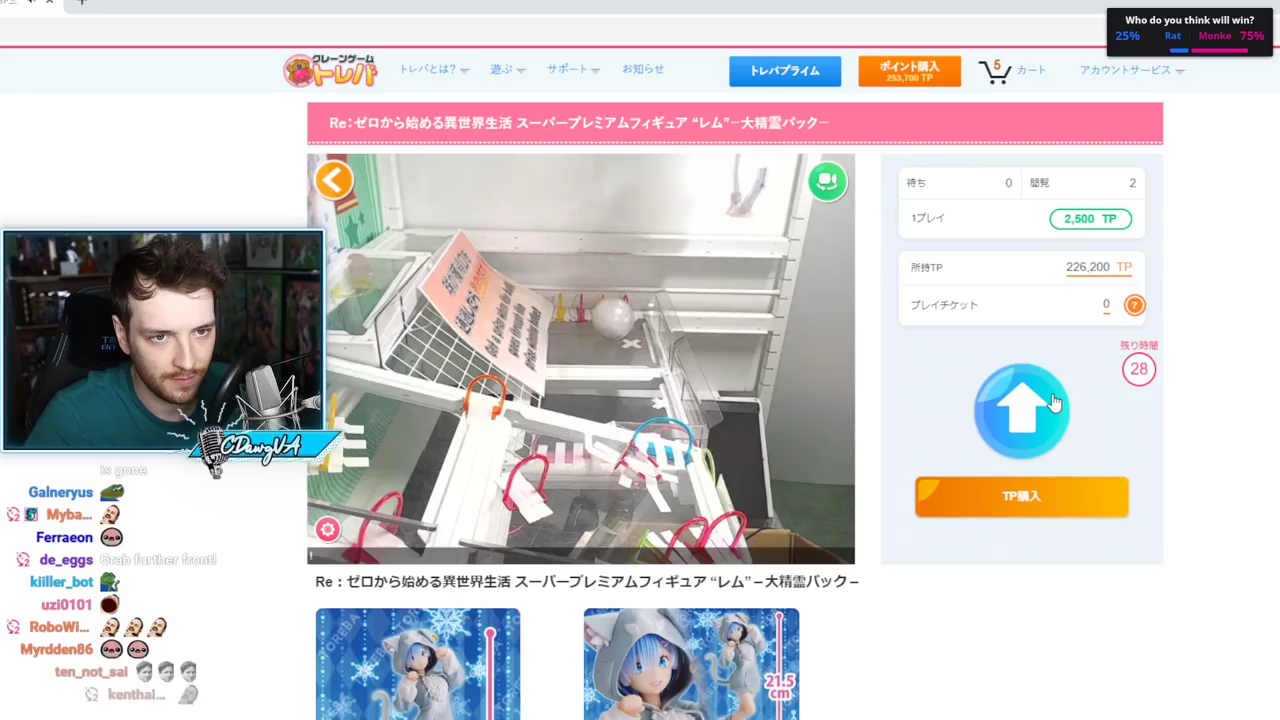 Who do you think will win?
25% Rat Monke 75%
クレーンゲーム
トレバ
トレバとは?
遊ぶ
サポート
お知らせ
トレバプライム
ポイント購入
293,700 TP
5
カート
アカウントサービス
Re:ゼロから始める異世界生活 スーパープレミアムフィギュア “レム”－大精霊パック－
待ち 0
閲覧 2
1プレイ 2,500 TP
所持TP 226,200 TP
プレイチケット 0 ?
残り時間
28
TP購入
CDawgVA
is gone
Galneryus
Myba...
Ferraeon
de_eggs Grab further front!
kiiller_bot
uzi0101
RoboWi...
Myrdden86
ten_not_sai
kenthal...
Re：ゼロから始める異世界生活 スーパープレミアムフィギュア “レム” －大精霊パック－
21.5
cm